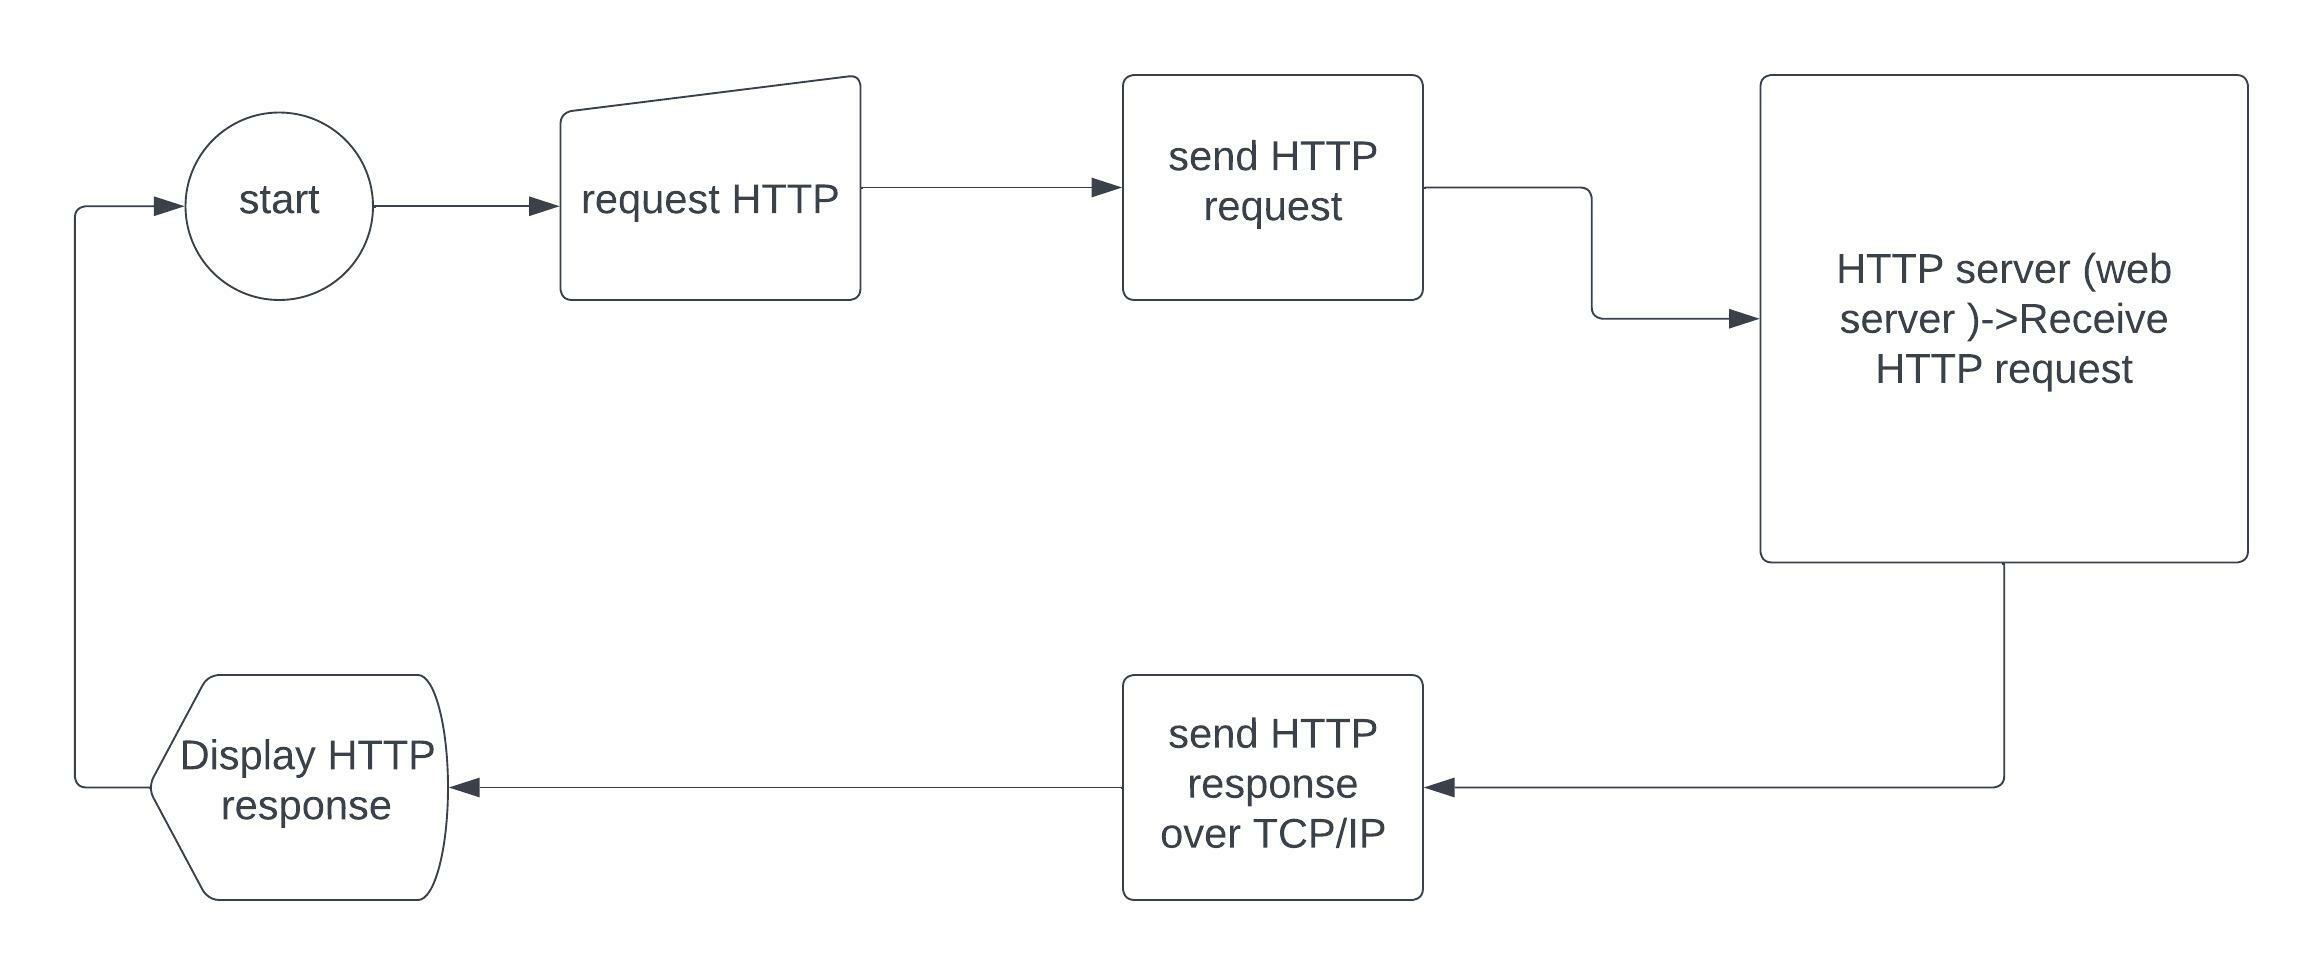 start
request HTTP
send HTTP
request
HTTP server (web
server )->Receive
HTTP request
Display HTTP
response
send HTTP
response
over TCP/IP